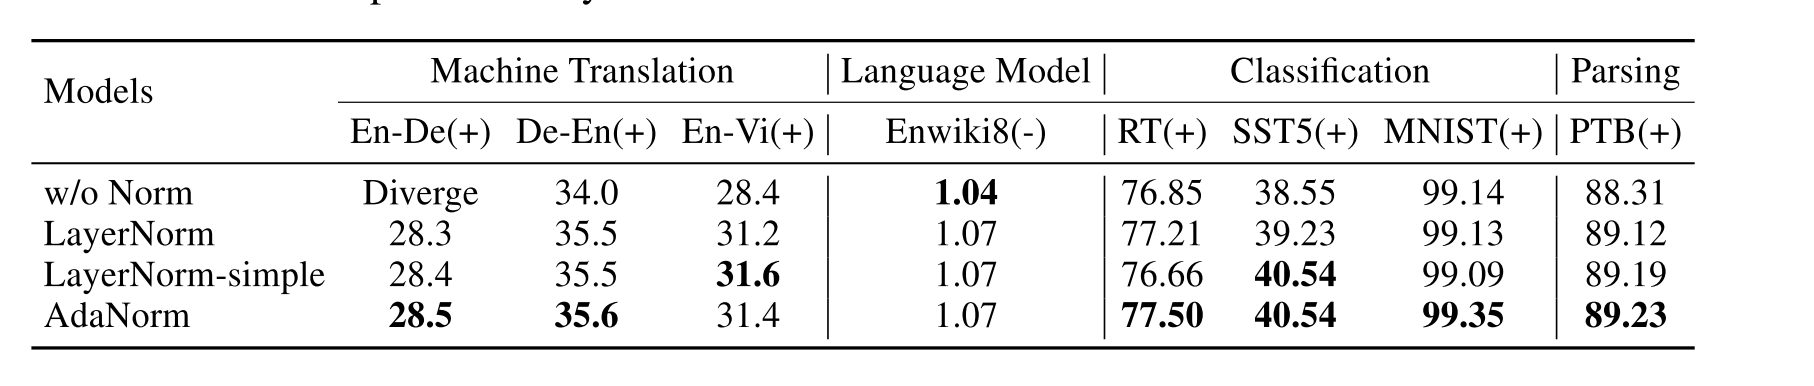 Models Machine Translation Language Model Classification Parsing
En-De(+) De-En(+) En-Vi(+) Enwiki8(-) RT(+) SST5(+) MNIST(+) PTB(+)
w/o Norm Diverge 34.0 28.4 1.04 76.85 38.55 99.14 88.31
LayerNorm 28.3 35.5 31.2 1.07 77.21 39.23 99.13 89.12
LayerNorm-simple 28.4 35.5 31.6 1.07 76.66 40.54 99.09 89.19
AdaNorm 28.5 35.6 31.4 1.07 77.50 40.54 99.35 89.23